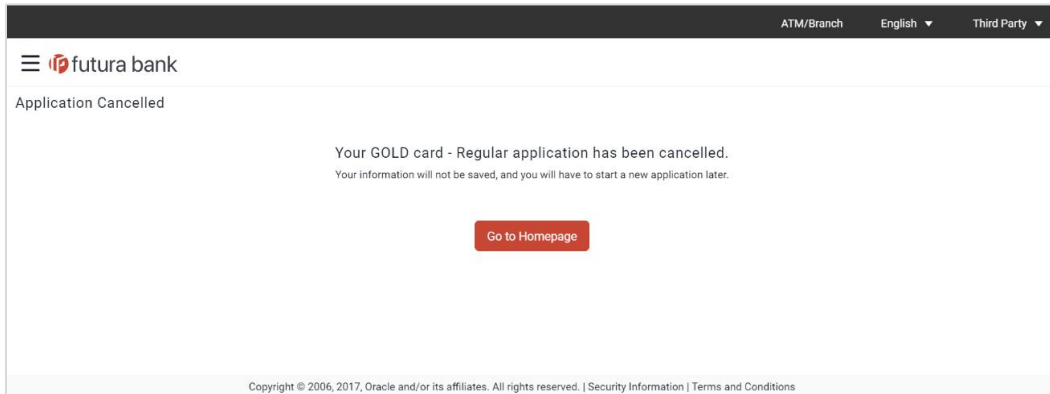 ATM/Branch English Third Party
futura bank
Application Cancelled
Your GOLD card - Regular application has been cancelled.
Your information will not be saved, and you will have to start a new application later.
Go to Homepage
Copyright © 2006, 2017, Oracle and/or its affiliates. All rights reserved. | Security Information | Terms and Conditions